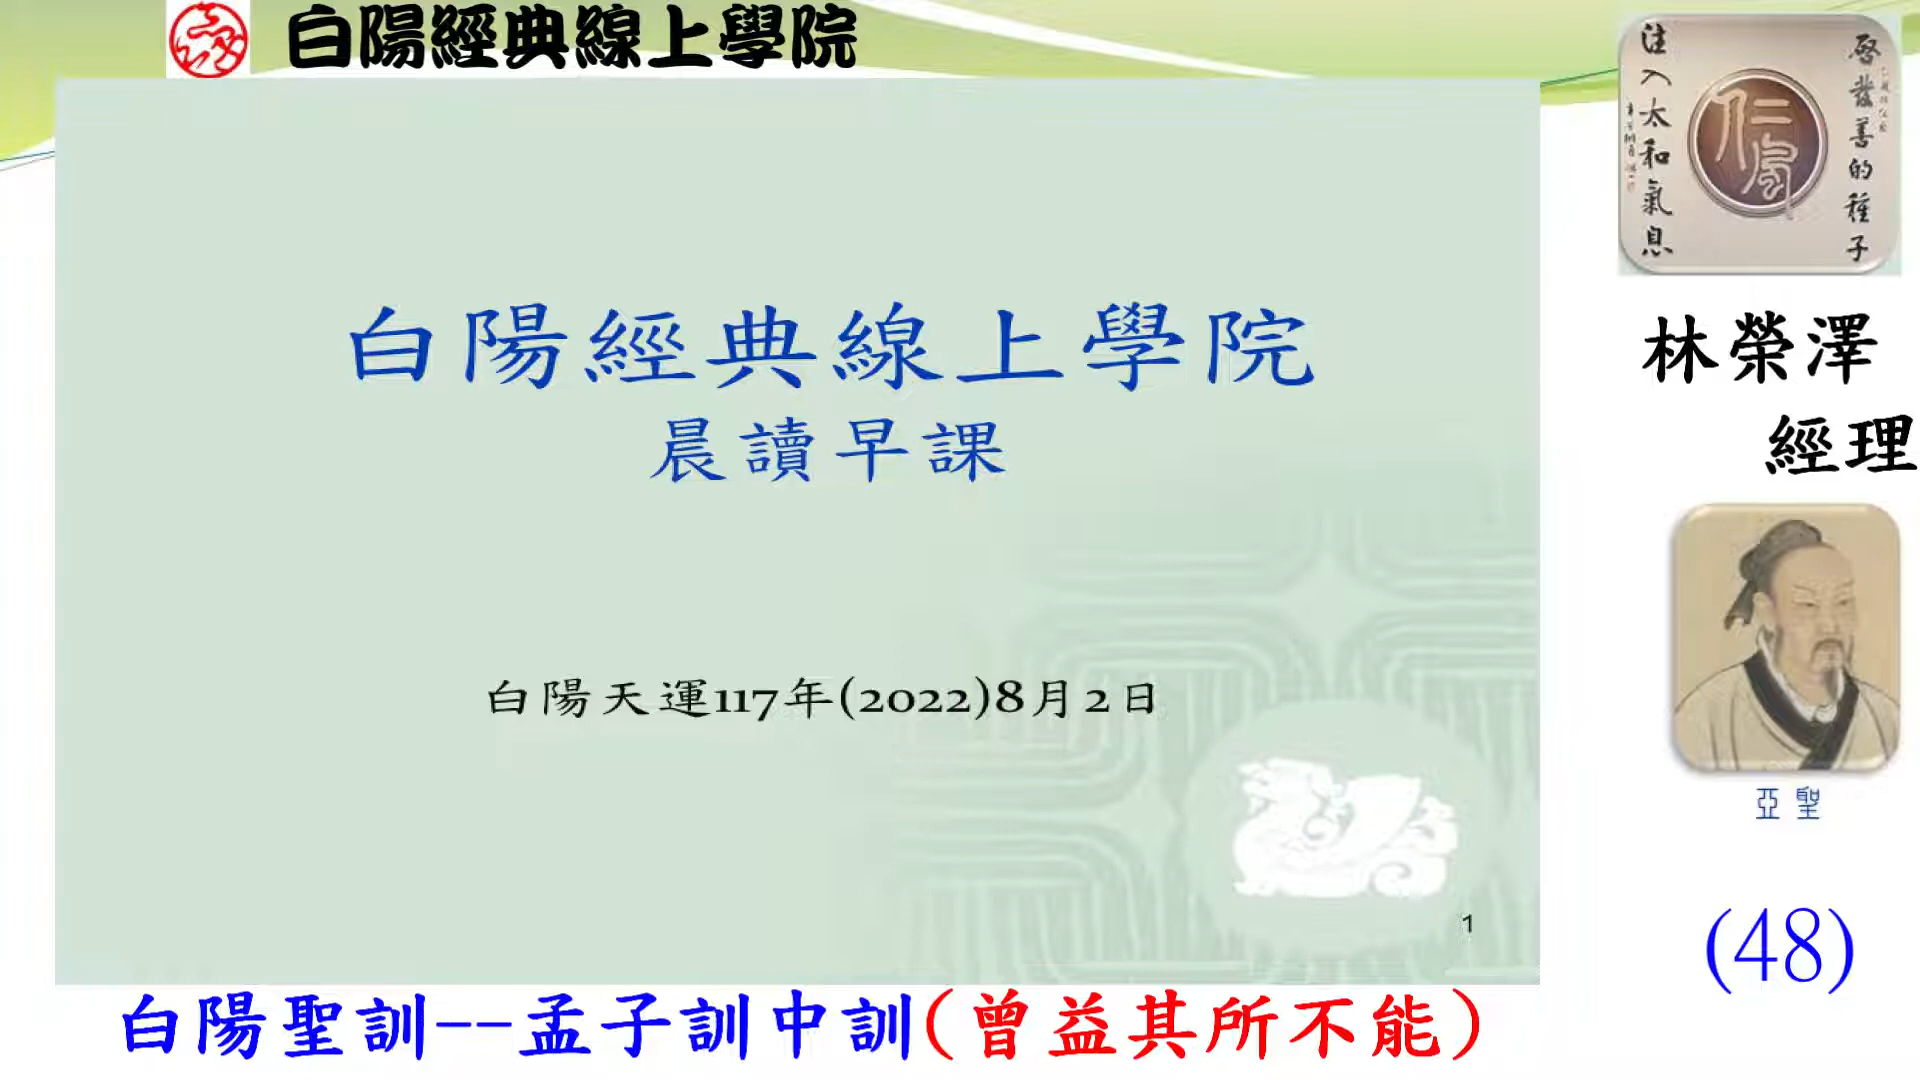 白陽經典線上學院
白陽經典線上學院
晨讀早課
白陽天運117年(2022)8月2日
1
白陽聖訓--孟子訓中訓(曾益其所不能)
啓發善的種子
仁風
注入太和氣息
林榮澤
經理
亞聖
(48)